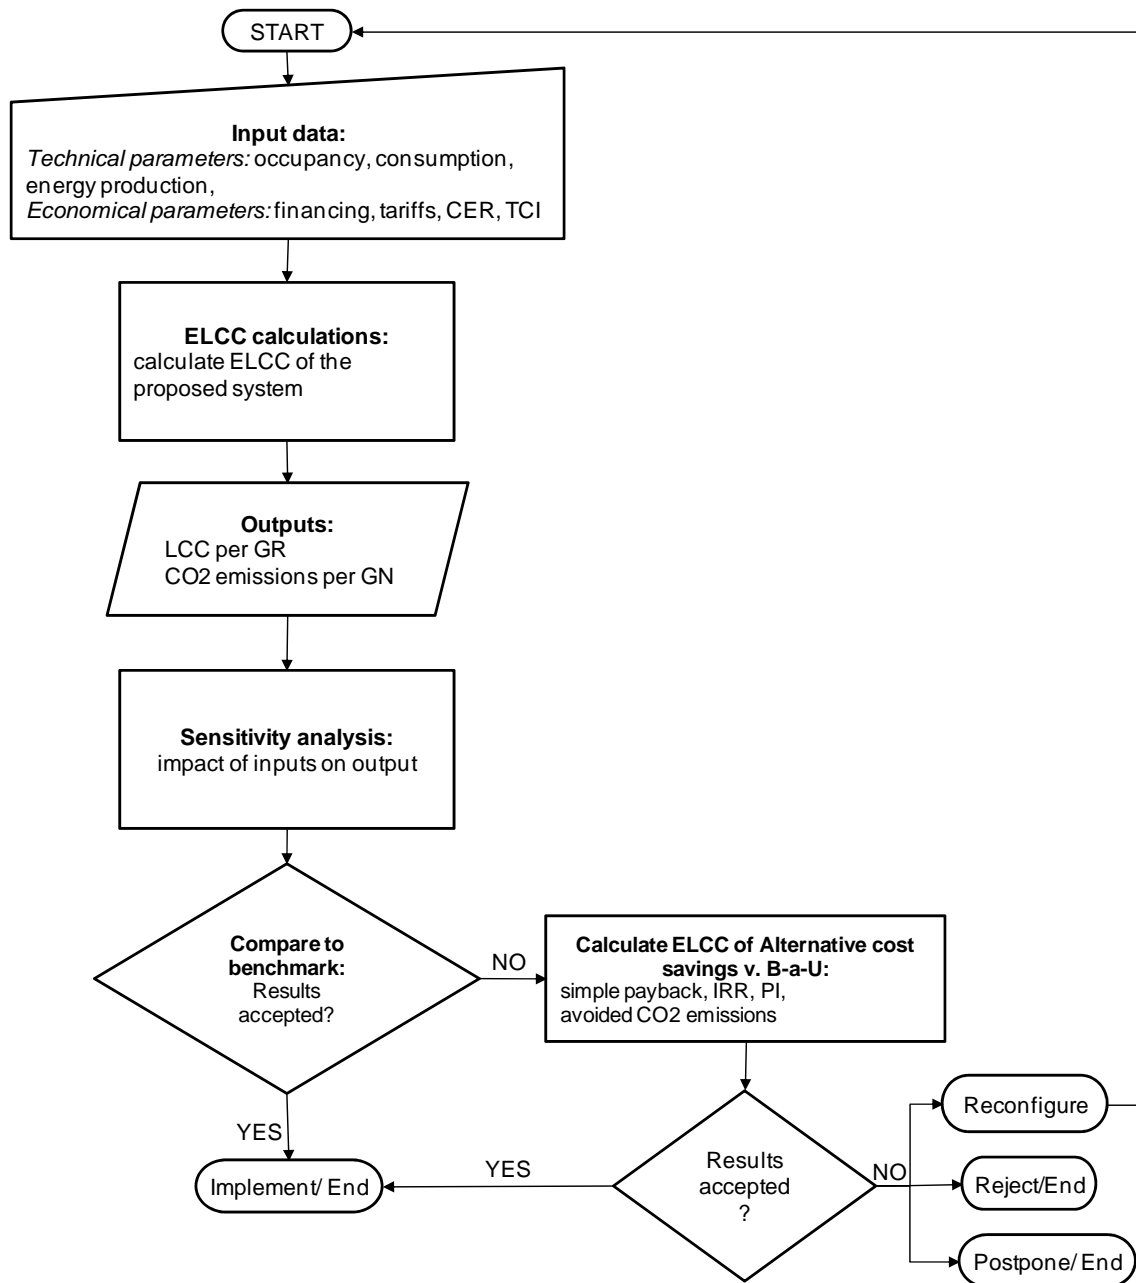 START
Input data:
Technical parameters: occupancy, consumption,
energy production,
Economical parameters: financing, tariffs, CER, TCI
ELCC calculations:
calculate ELCC of the
proposed system
Outputs:
LCC per GR
CO2 emissions per GN
Sensitivity analysis:
impact of inputs on output
Compare to
benchmark:
Results
accepted?
NO
Calculate ELCC of Alternative cost
savings v. B-a-U:
simple payback, IRR, PI,
avoided CO2 emissions
YES
Implement/ End
YES
Results
accepted
?
NO
Reconfigure
Reject/End
Postpone/ End